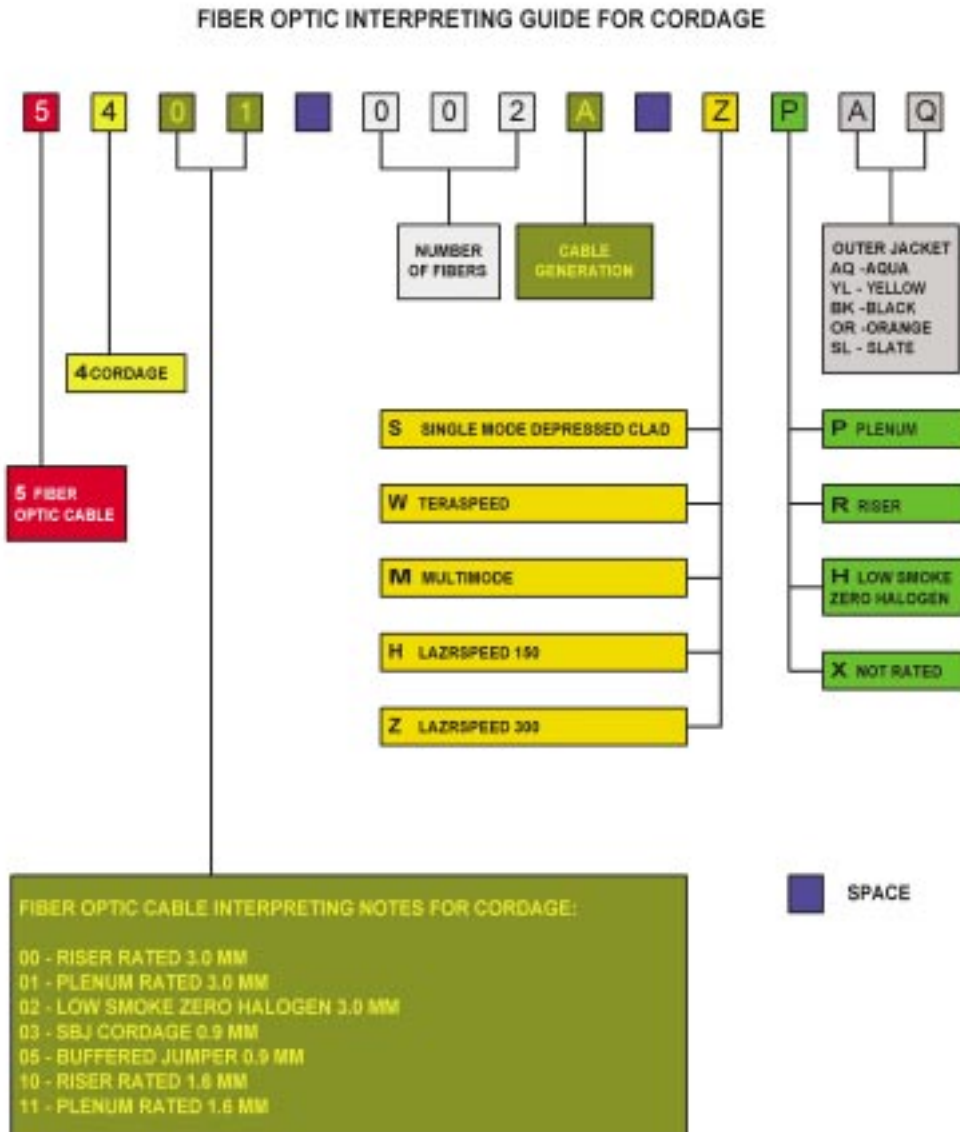 FIBER OPTIC INTERPRETING GUIDE FOR CORDAGE
5 4 0 1 0 0 2 A Z P A Q
NUMBER
OF FIBERS
CABLE
GENERATION
OUTER JACKET
AQ -AQUA
YL - YELLOW
BK -BLACK
OR -ORANGE
SL - SLATE
4 CORDAGE
5 FIBER
OPTIC CABLE
S SINGLE MODE DEPRESSED CLAD
W TERASPEED
M MULTIMODE
H LAZRSPEED 150
Z LAZRSPEED 300
P PLENUM
R RISER
H LOW SMOKE
ZERO HALOGEN
X NOT RATED
FIBER OPTIC CABLE INTERPRETING NOTES FOR CORDAGE:
00 - RISER RATED 3.0 MM
01 - PLENUM RATED 3.0 MM
02 - LOW SMOKE ZERO HALOGEN 3.0 MM
03 - SBJ CORDAGE 0.9 MM
05 - BUFFERED JUMPER 0.9 MM
10 - RISER RATED 1.6 MM
11 - PLENUM RATED 1.6 MM
SPACE